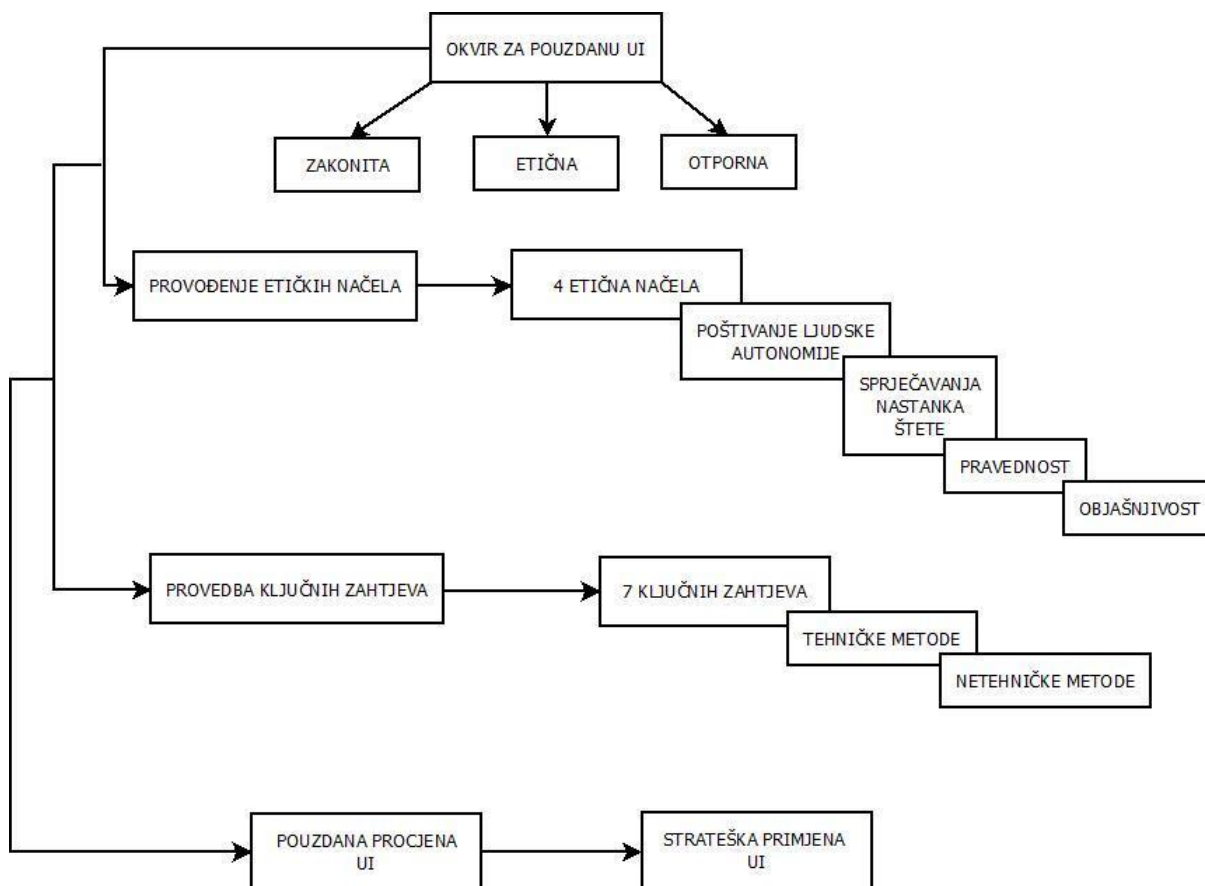 OKVIR ZA POUZDANU UI
ZAKONITA
ETIČNA
OTPORNA
PROVOĐENJE ETIČKIH NAČELA
4 ETIČNA NAČELA
POŠTIVANJE LJUDSKE
AUTONOMIJE
SPRJEČAVANJA
NASTANKA
ŠTETE
PRAVEDNOST
OBJAŠNJIVOST
PROVEDBA KLJUČNIH ZAHTJEVA
7 KLJUČNIH ZAHTJEVA
TEHNIČKE METODE
NETEHNIČKE METODE
POUZDANA PROCJENA
UI
STRATEŠKA PRIMJENA
UI